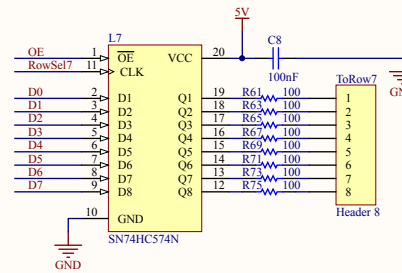 5V
L7
OE 1 OE VCC 20 C8
RowSel7 11 CLK 100nF
GND
ToRow7
D0 2 D1 Q1 19 R61 100 1
D1 3 D2 Q2 18 R63 100 2
D2 4 D3 Q3 17 R65 100 3
D3 5 D4 Q4 16 R67 100 4
D4 6 D5 Q5 15 R69 100 5
D5 7 D6 Q6 14 R71 100 6
D6 8 D7 Q7 13 R73 100 7
D7 9 D8 Q8 12 R75 100 8
10 GND Header 8
SN74HC574N
GND